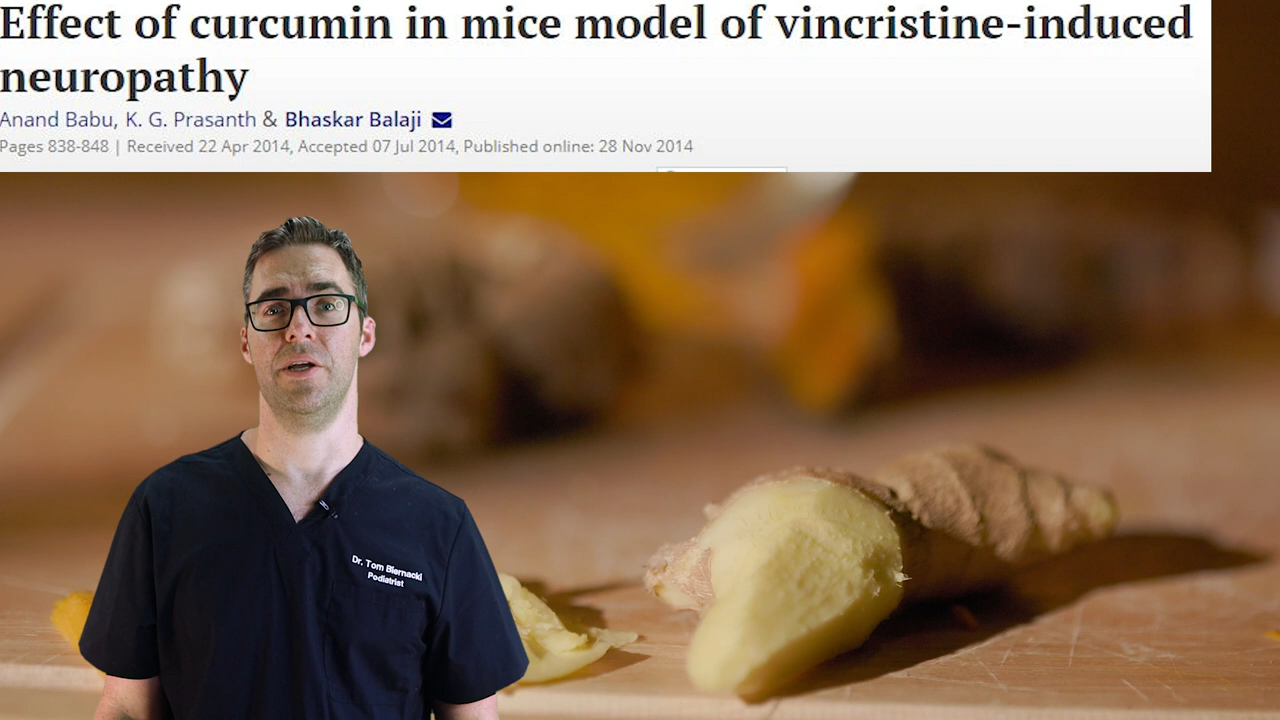 Effect of curcumin in mice model of vincristine-induced
neuropathy
Anand Babu, K. G. Prasanth & Bhaskar Balaji
Pages 838-848 | Received 22 Apr 2014, Accepted 07 Jul 2014, Published online: 28 Nov 2014
Dr. Tom Biernacki
Podiatrist